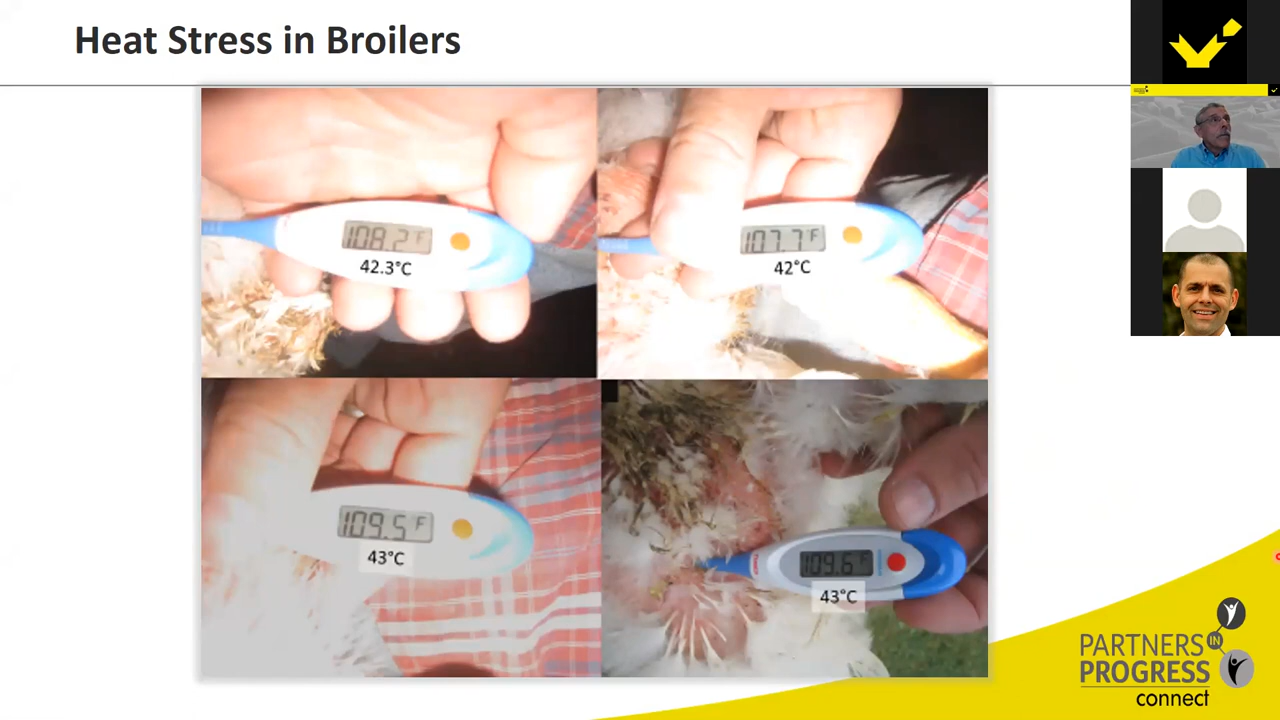 Heat Stress in Broilers
108.2°F
42.3°C
107.7°F
42°C
109.5°F
43°C
109.6°F
43°C
PARTNERS IN
PROGRESS
connect